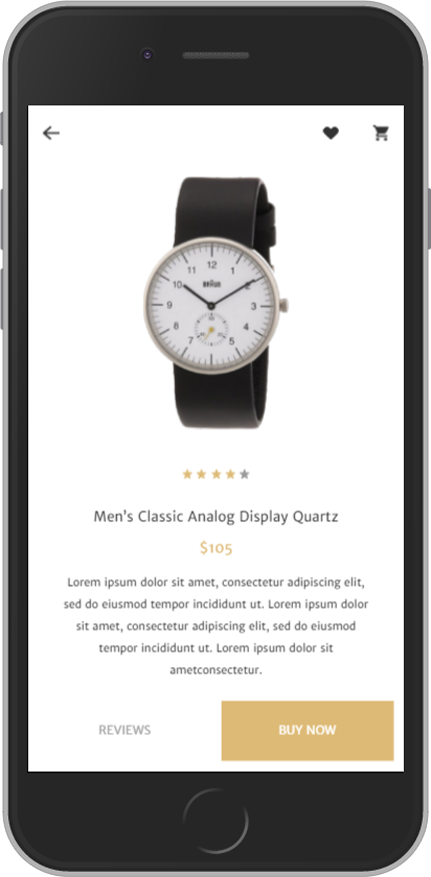 11 12 1
10 BRAUN 2
9 3
8 4
7 5
Men's Classic Analog Display Quartz
$105
Lorem ipsum dolor sit amet, consectetur adipiscing elit,
sed do eiusmod tempor incididunt ut. Lorem ipsum dolor
sit amet, consectetur adipiscing elit, sed do eiusmod
tempor incididunt ut. Lorem ipsum dolor sit
ametconsectetur.
REVIEWS BUY NOW